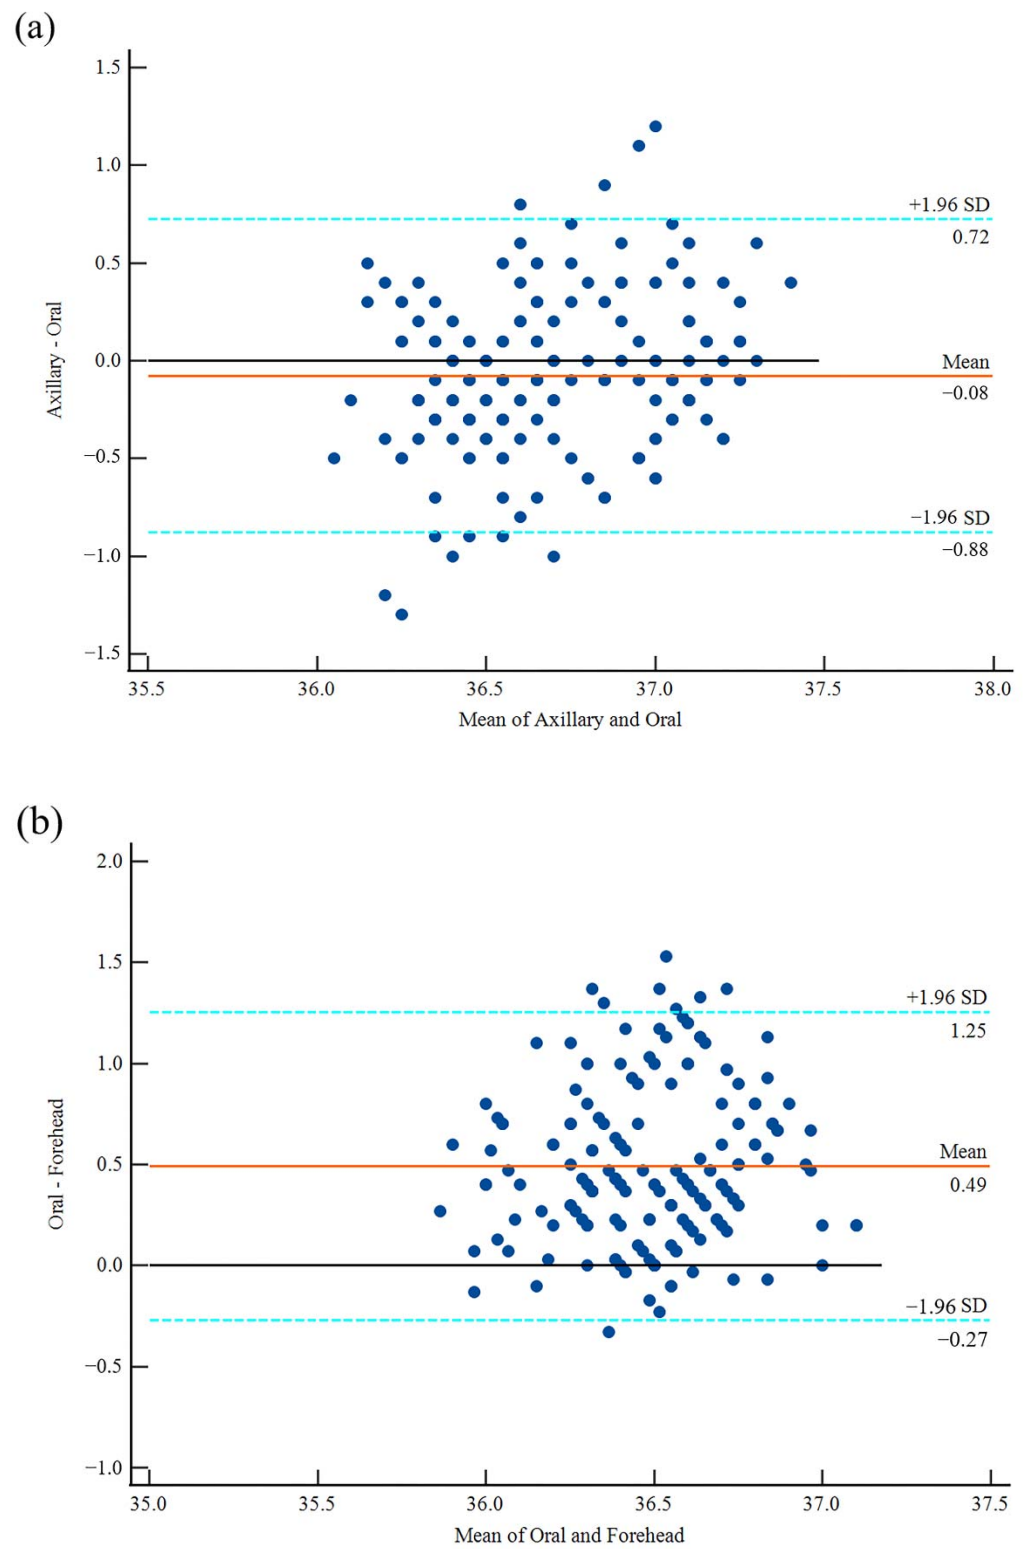 (a)
1.5
1.0
0.5
0.0
−0.5
−1.0
−1.5
Axillary - Oral
+1.96 SD
0.72
Mean
−0.08
−1.96 SD
−0.88
35.5 36.0 36.5 37.0 37.5 38.0
Mean of Axillary and Oral
(b)
2.0
1.5
1.0
0.5
0.0
−0.5
−1.0
Oral - Forehead
+1.96 SD
1.25
Mean
0.49
−1.96 SD
−0.27
35.0 35.5 36.0 36.5 37.0 37.5
Mean of Oral and Forehead